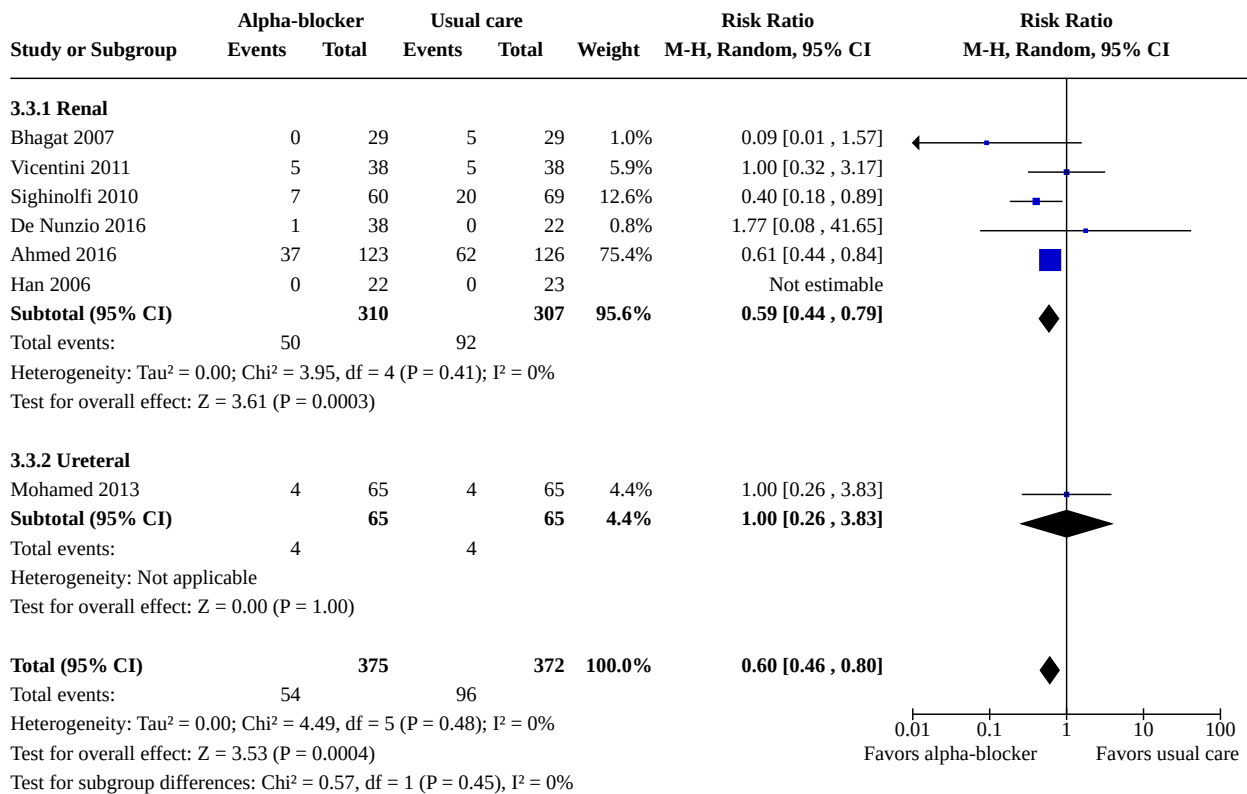 Alpha-blocker Usual care Risk Ratio Risk Ratio
Study or Subgroup Events Total Events Total Weight M-H, Random, 95% CI M-H, Random, 95% CI
3.3.1 Renal
Bhagat 2007 0 29 5 29 1.0% 0.09 [0.01 , 1.57]
Vicentini 2011 5 38 5 38 5.9% 1.00 [0.32 , 3.17]
Sighinolfi 2010 7 60 20 69 12.6% 0.40 [0.18 , 0.89]
De Nunzio 2016 1 38 0 22 0.8% 1.77 [0.08 , 41.65]
Ahmed 2016 37 123 62 126 75.4% 0.61 [0.44 , 0.84]
Han 2006 0 22 0 23 Not estimable
Subtotal (95% CI) 310 307 95.6% 0.59 [0.44 , 0.79]
Total events: 50 92
Heterogeneity: Tau² = 0.00; Chi² = 3.95, df = 4 (P = 0.41); I² = 0%
Test for overall effect: Z = 3.61 (P = 0.0003)
3.3.2 Ureteral
Mohamed 2013 4 65 4 65 4.4% 1.00 [0.26 , 3.83]
Subtotal (95% CI) 65 65 4.4% 1.00 [0.26 , 3.83]
Total events: 4 4
Heterogeneity: Not applicable
Test for overall effect: Z = 0.00 (P = 1.00)
Total (95% CI) 375 372 100.0% 0.60 [0.46 , 0.80]
Total events: 54 96
Heterogeneity: Tau² = 0.00; Chi² = 4.49, df = 5 (P = 0.48); I² = 0%
0.01 0.1 1 10 100
Test for overall effect: Z = 3.53 (P = 0.0004)
Favors alpha-blocker Favors usual care
Test for subgroup differences: Chi² = 0.57, df = 1 (P = 0.45), I² = 0%